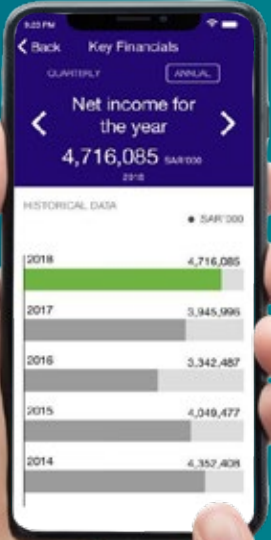 9:23 PM
Back Key Financials
QUARTERLY ANNUAL
Net income for
the year
4,716,085 SAR'000
2018
HISTORICAL DATA
SAR'000
2018 4,716,085
2017 3,945,996
2016 3,342,487
2015 4,049,477
2014 4,352,408